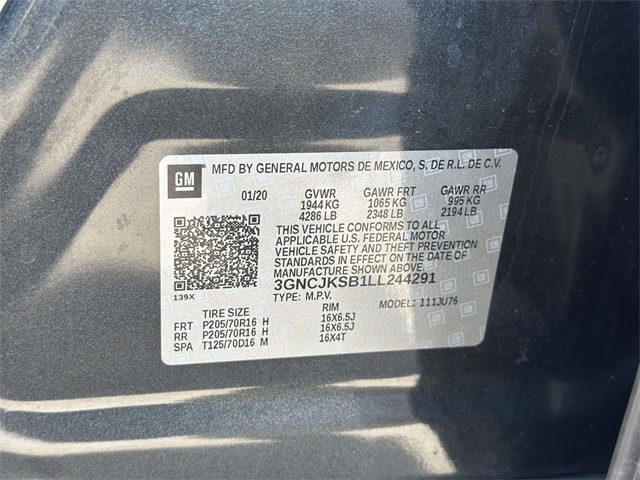 GM MFD BY GENERAL MOTORS DE MEXICO, S. DE R.L. DE C.V.
01/20 GVWR GAWR FRT GAWR RR
1944 KG 1065 KG 995 KG
4286 LB 2348 LB 2194 LB
THIS VEHICLE CONFORMS TO ALL
APPLICABLE U.S. FEDERAL MOTOR
VEHICLE SAFETY AND THEFT PREVENTION
STANDARDS IN EFFECT ON THE DATE OF
MANUFACTURE SHOWN ABOVE.
3GNCJKSB1LL244291
139X
TYPE: M.P.V. MODEL: 111JU76
TIRE SIZE RIM
FRT P205/70R16 H 16X6.5J
RR P205/70R16 H 16X6.5J
SPA T125/70D16 M 16X4T